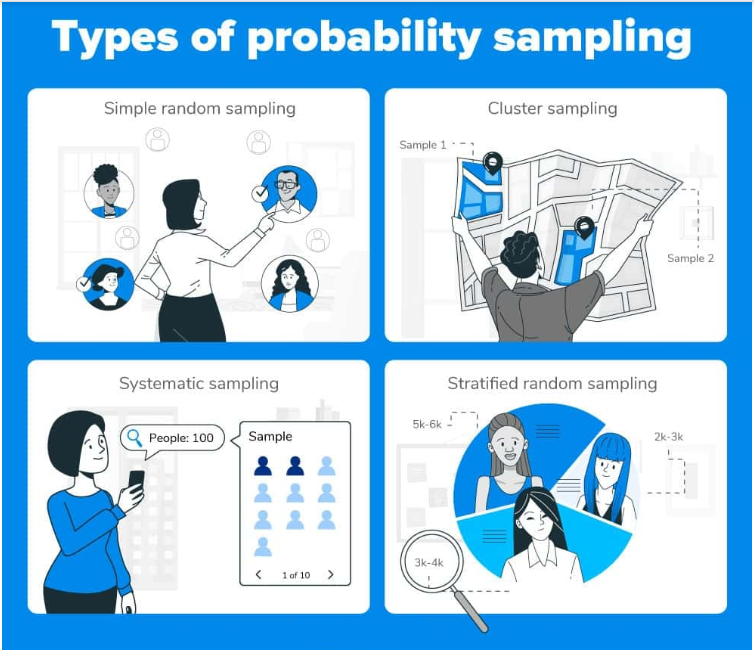 Types of probability sampling
Simple random sampling
Cluster sampling
Sample 1
Sample 2
Systematic sampling
People: 100
Sample
< 1 of 10 >
Stratified random sampling
5k-6k
2k-3k
3k-4k